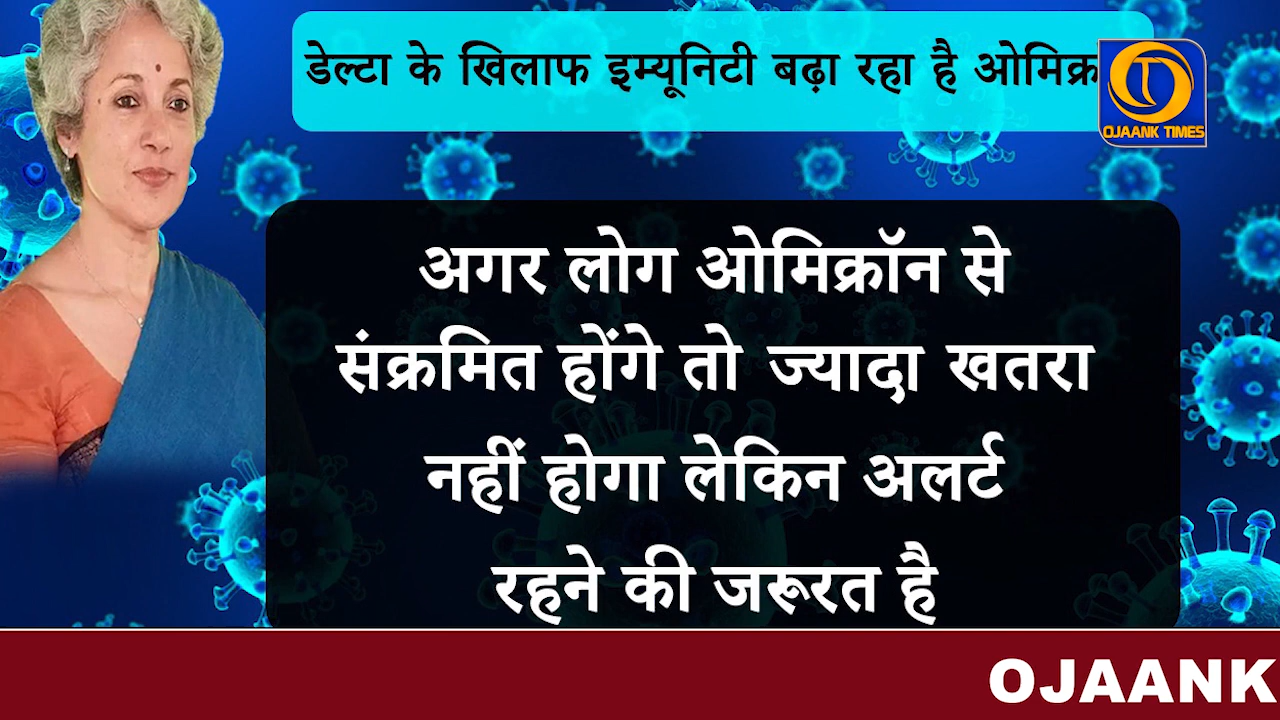 डेल्टा के खिलाफ इम्यूनिटी बढ़ा रहा है ओमिक्र
OJAANK TIMES
अगर लोग ओमिक्रॉन से
संक्रमित होंगे तो ज्यादा खतरा
नहीं होगा लेकिन अलर्ट
रहने की जरूरत है
OJAANK